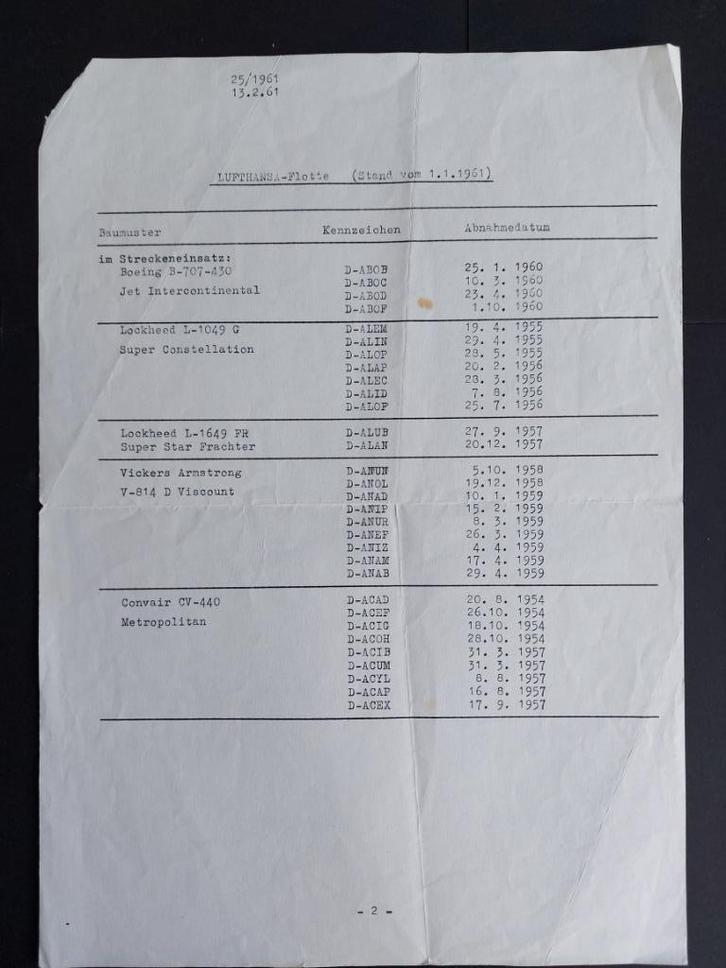 25/1961
13.2.61
LUFTHANSA-Flotte (Stand vom 1.1.1961)
Baumuster Kennzeichen Abnahmedatum
im Streckeneinsatz:
Boeing B-707-430 D-ABOB 25. 1. 1960
D-ABOC 10. 3. 1960
Jet Intercontinental D-ABOD 23. 4. 1960
D-ABOF 1.10. 1960
Lockheed L-1049 G D-ALEM 19. 4. 1955
D-ALIN 29. 4. 1955
Super Constellation D-ALOP 28. 5. 1955
D-ALAP 20. 2. 1956
D-ALEC 28. 3. 1956
D-ALID 7. 8. 1956
D-ALOF 25. 7. 1956
Lockheed L-1649 FR D-ALUB 27. 9. 1957
Super Star Frachter D-ALAN 20.12. 1957
Vickers Armstrong D-ANUN 5.10. 1958
V-814 D Viscount D-ANOL 19.12. 1958
D-ANAD 10. 1. 1959
D-ANIP 15. 2. 1959
D-ANUR 8. 3. 1959
D-ANEF 26. 3. 1959
D-ANIZ 4. 4. 1959
D-ANAM 17. 4. 1959
D-ANAB 29. 4. 1959
Convair CV-440 D-ACAD 20. 8. 1954
D-ACEF 26.10. 1954
Metropolitan D-ACIG 18.10. 1954
D-ACOH 28.10. 1954
D-ACIB 31. 3. 1957
D-ACUM 31. 3. 1957
D-ACYL 8. 8. 1957
D-ACAP 16. 8. 1957
D-ACEX 17. 9. 1957
- 2 -